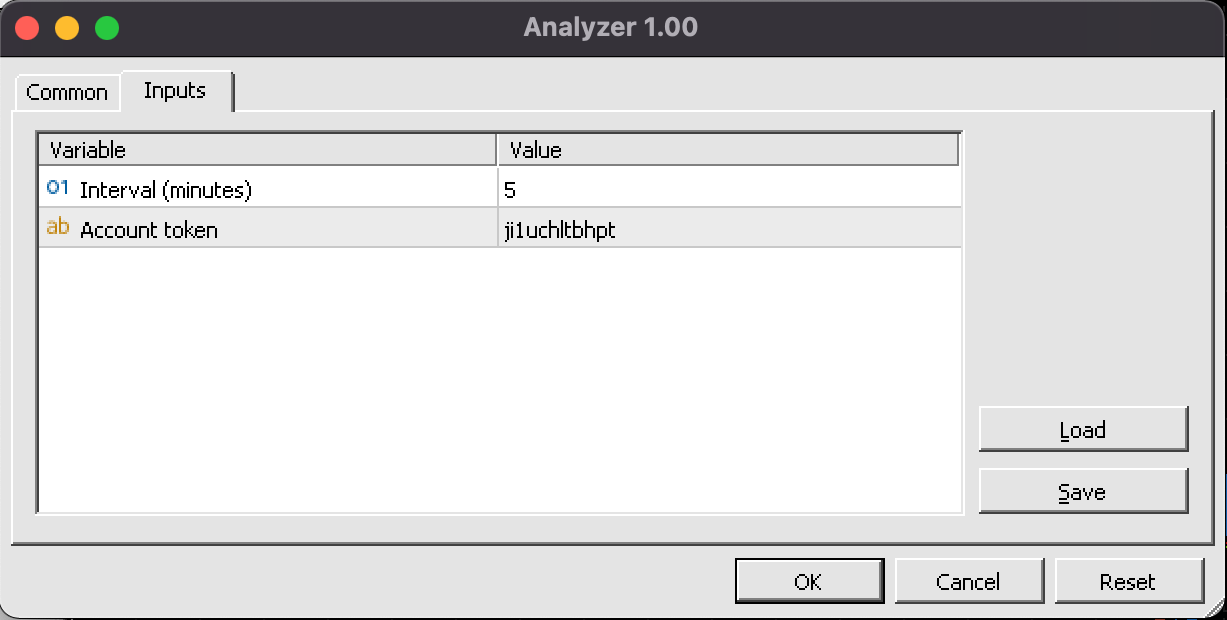 Analyzer 1.00
Common Inputs
Variable Value
01 Interval (minutes) 5
ab Account token ji1uchltbhpt
Load
Save
OK Cancel Reset